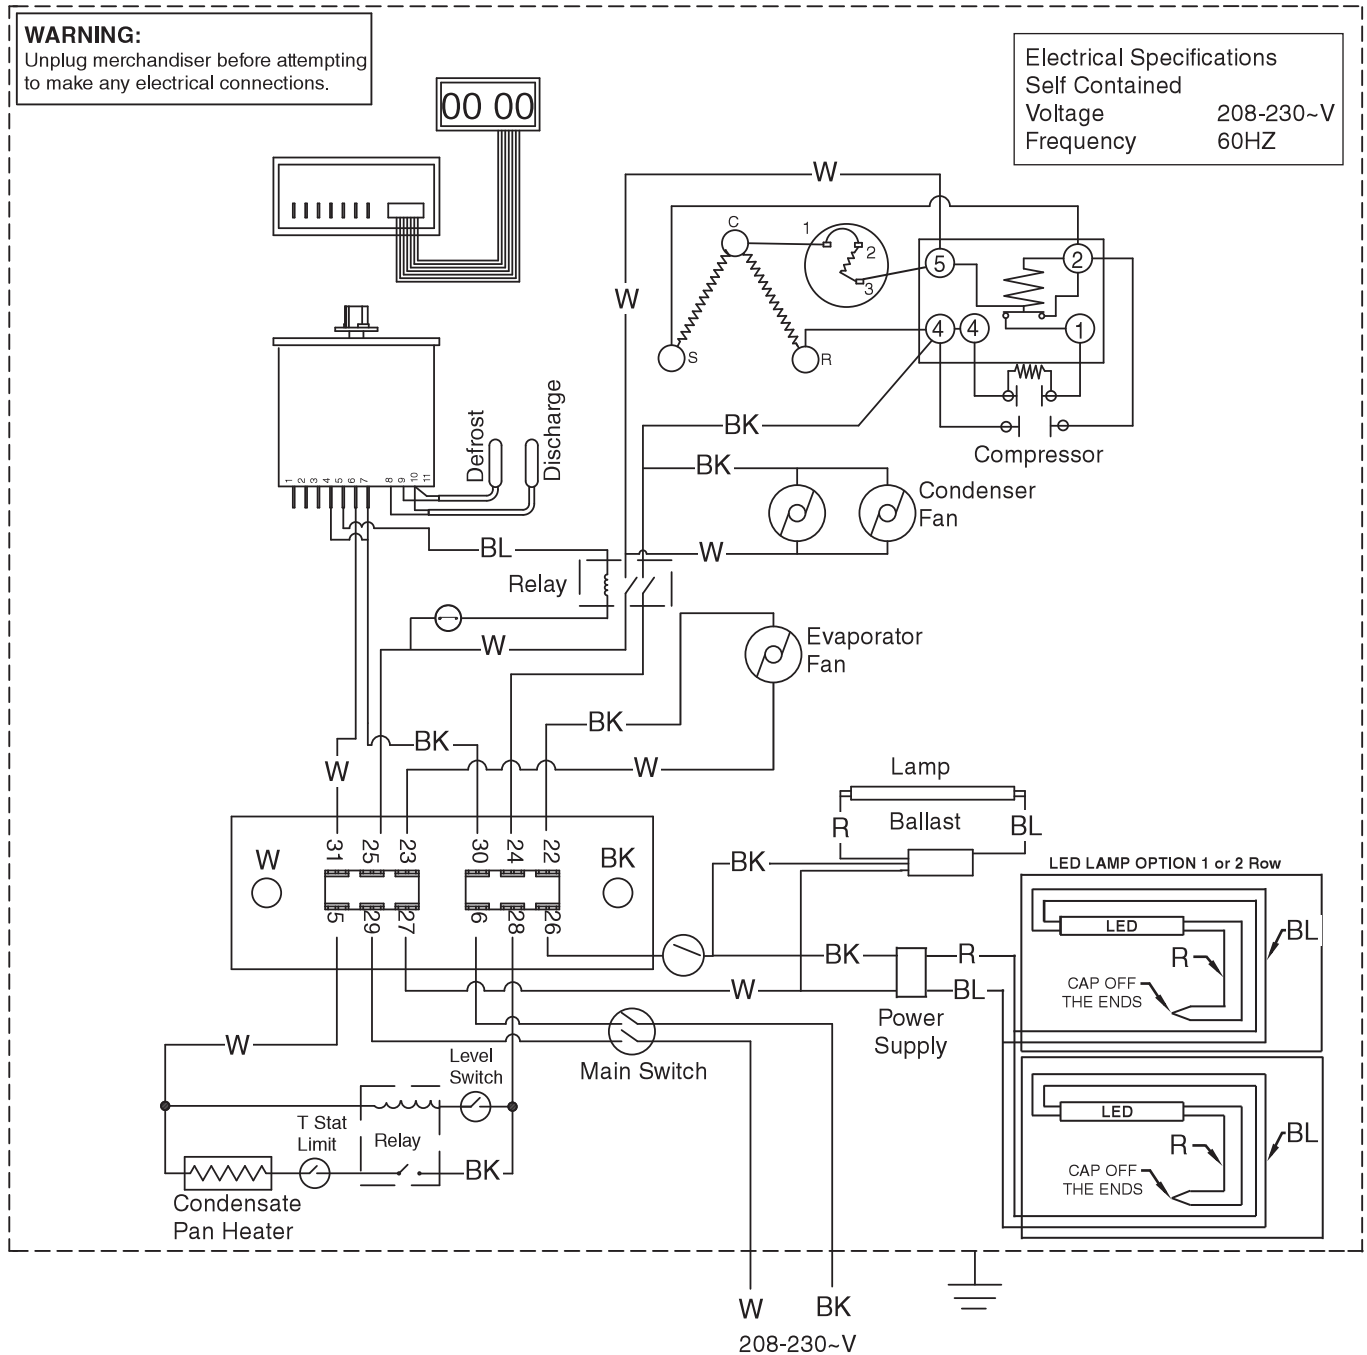 WARNING:
Unplug merchandiser before attempting
to make any electrical connections.
Electrical Specifications
Self Contained
Voltage 208-230~V
Frequency 60HZ
00 00
W
C
1
2
3
5
2
W
S
R
4
4
1
Defrost
Discharge
BK
Compressor
BK
Condenser
Fan
1 2 3 4 5 6 7 8 9 10 11
BL
W
Relay
W
Evaporator
Fan
BK
BK
W
W
Lamp
R
Ballast
BL
W
31 25 23
30 24 22
BK
5 29 27
6 28 26
BK
LED LAMP OPTION 1 or 2 Row
LED
BL
R
CAP OFF
THE ENDS
BK
R
W
BL
Power
Supply
Main Switch
W
Level
Switch
T Stat
Limit
Relay
BK
Condensate
Pan Heater
LED
BL
R
CAP OFF
THE ENDS
W
BK
208-230~V